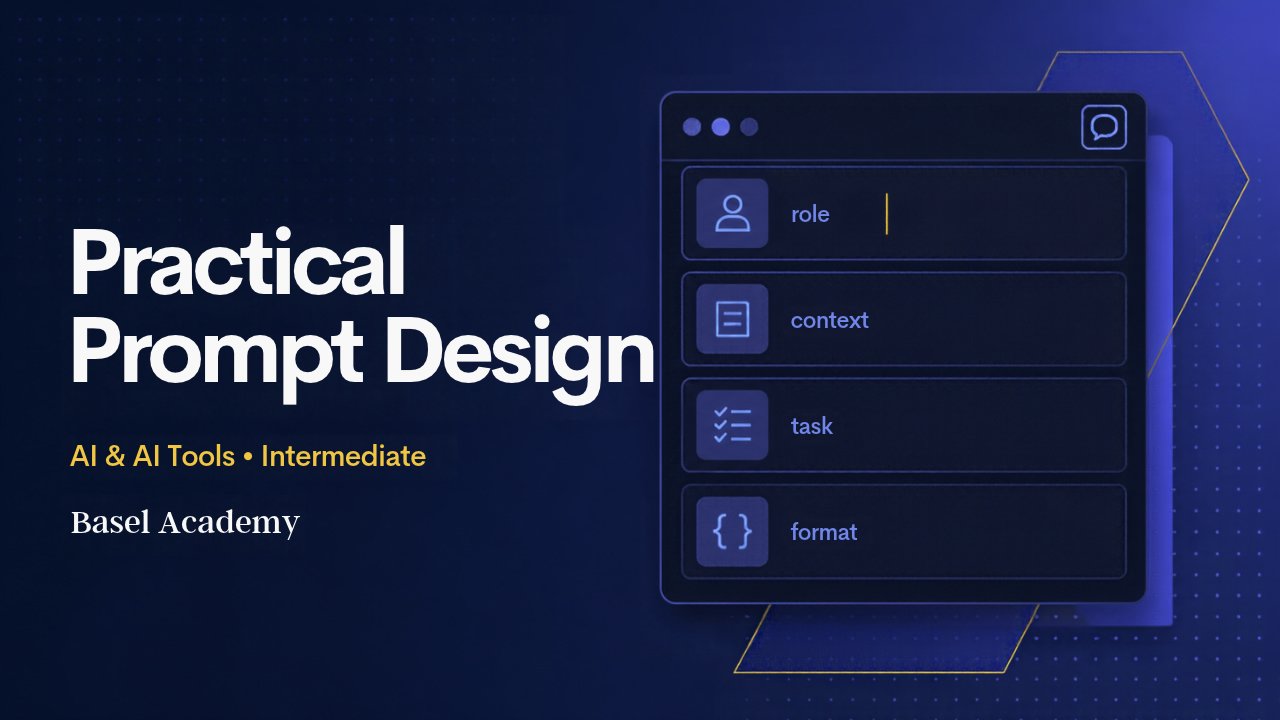 Practical
Prompt Design
AI & AI Tools • Intermediate
Basel Academy
role
context
task
format